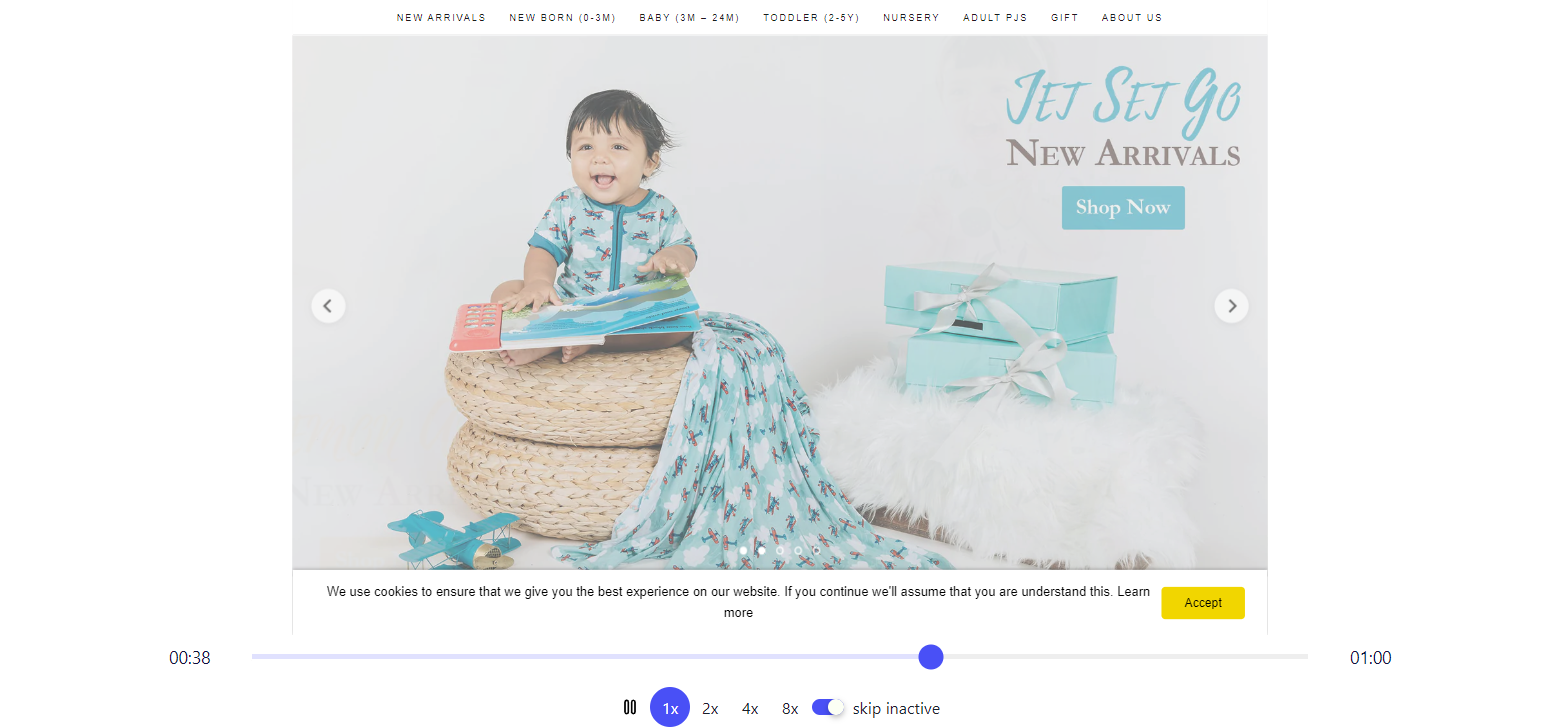 NEW ARRIVALS NEW BORN (0-3M) BABY (3M – 24M) TODDLER (2-5Y) NURSERY ADULT PJS GIFT ABOUT US
JET SET GO
NEW ARRIVALS
Shop Now
NEW ARR
We use cookies to ensure that we give you the best experience on our website. If you continue we'll assume that you are understand this. Learn
more
Accept
00:38
01:00
1x 2x 4x 8x skip inactive